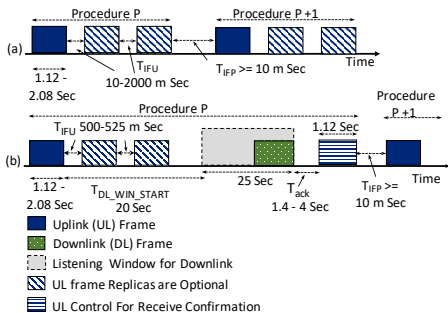 Procedure P
Procedure P+1
(a)
T_IFU
T_IFP >= 10 m Sec
Time
1.12 -
2.08 Sec
10-2000 m Sec
Procedure P
Procedure
P +1
T_IFU 500-525 m Sec
1.12 Sec
(b)
Time
1.12 -
2.08 Sec
T_DL_WIN_START
20 Sec
25 Sec
T_ack
1.4 - 4 Sec
T_IFP >=
10 m Sec
Uplink (UL) Frame
Downlink (DL) Frame
Listening Window for Downlink
UL frame Replicas are Optional
UL Control For Receive Confirmation